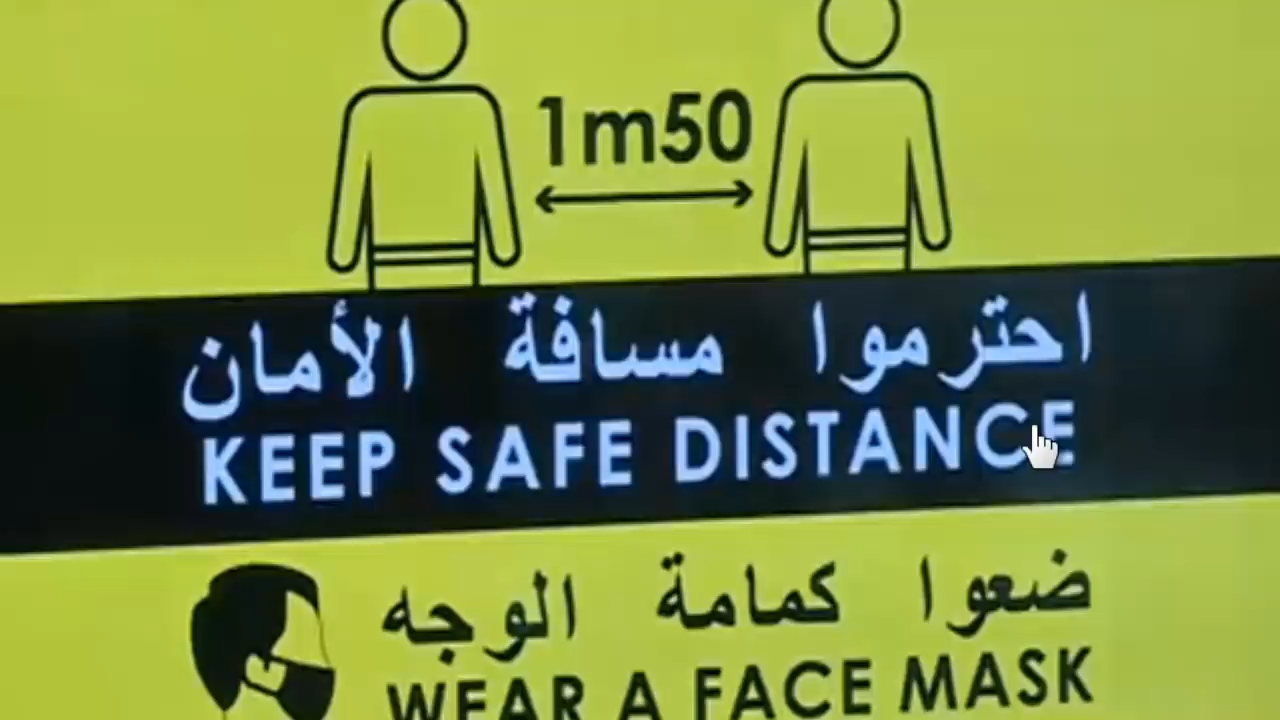 1m50
احترموا مسافة الأمان
KEEP SAFE DISTANCE
ضعوا كمامة الوجه
WEAR A FACE MASK